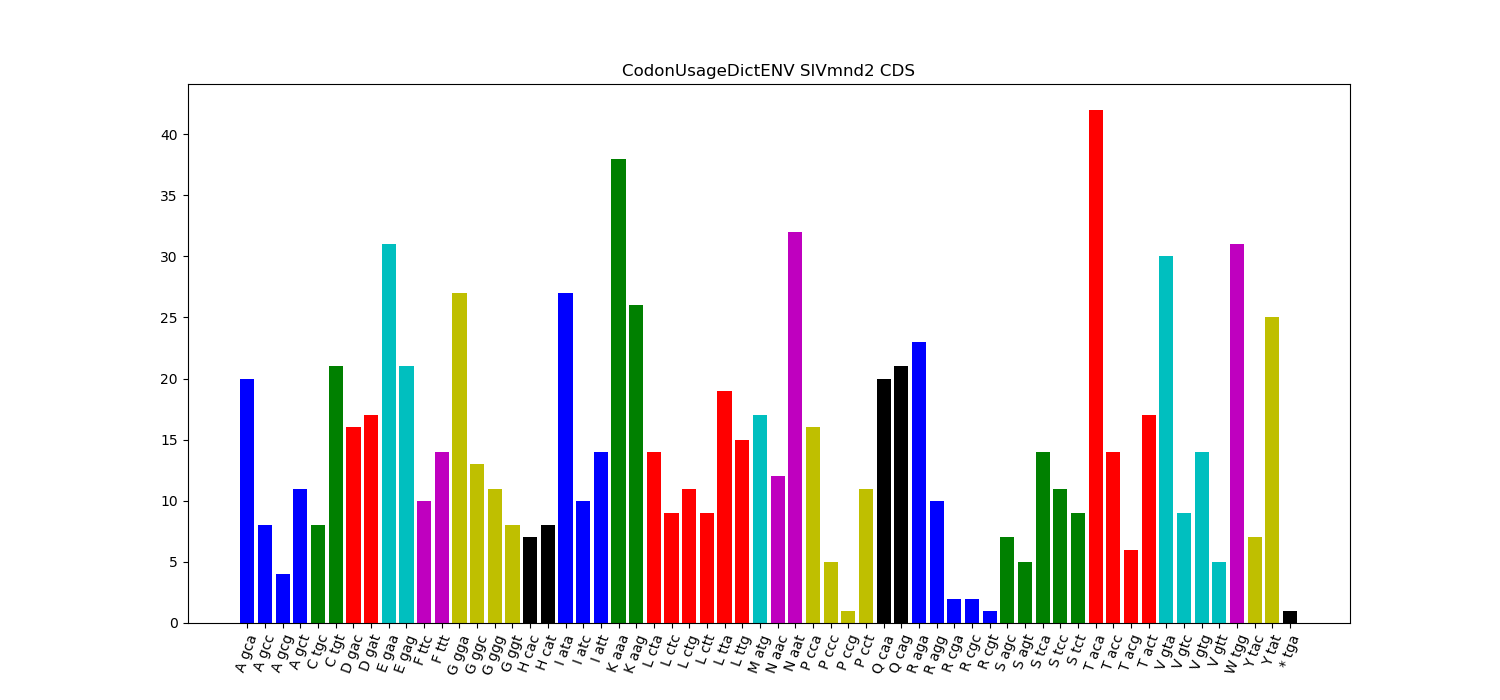 CodonUsageDictENV SIVmnd2 CDS
40
35
30
25
20
15
10
5
0
A gca
A gcc
A gcg
A gct
C tgc
C tgt
D gac
D gat
E gaa
E gag
F ttc
F ttt
G gga
G ggc
G ggg
G ggt
H cac
H cat
I ata
I atc
I att
K aaa
K aag
L cta
L ctc
L ctg
L ctt
L tta
L ttg
M atg
N aac
N aat
P cca
P ccc
P ccg
P cct
Q caa
Q cag
R aga
R agg
R cga
R cgc
R cgt
S agc
S agt
S tca
S tcc
S tct
T aca
T acc
T acg
T act
V gta
V gtc
V gtg
V gtt
W tgg
Y tac
Y tat
* tga